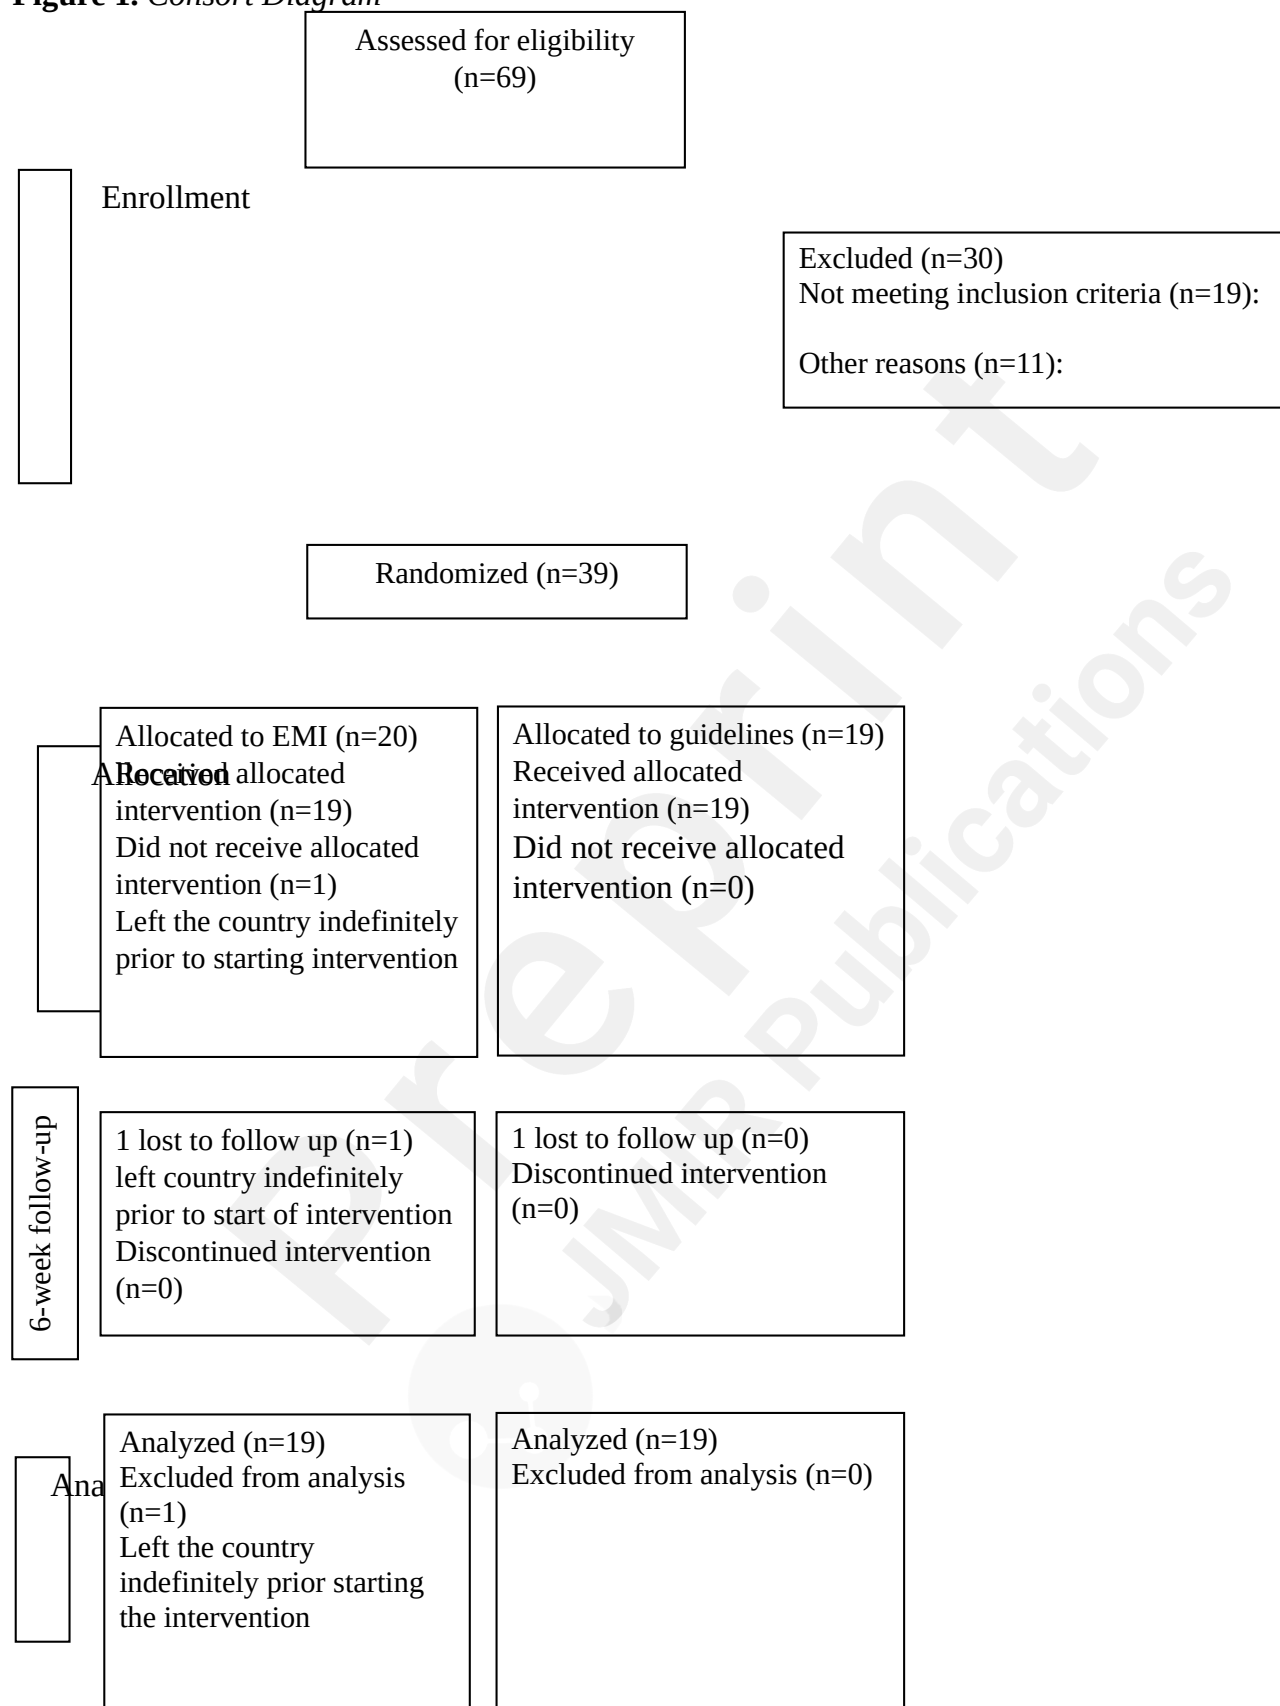 Figure 1. Consort Diagram
Assessed for eligibility
(n=69)
Enrollment
Excluded (n=30)
Not meeting inclusion criteria (n=19):
Other reasons (n=11):
Randomized (n=39)
Allocation
Allocated to EMI (n=20)
Received allocated
intervention (n=19)
Did not receive allocated
intervention (n=1)
Left the country indefinitely
prior to starting intervention
Allocated to guidelines (n=19)
Received allocated
intervention (n=19)
Did not receive allocated
intervention (n=0)
6-week follow-up
1 lost to follow up (n=1)
left country indefinitely
prior to start of intervention
Discontinued intervention
(n=0)
1 lost to follow up (n=0)
Discontinued intervention
(n=0)
Ana
Analyzed (n=19)
Excluded from analysis
(n=1)
Left the country
indefinitely prior starting
the intervention
Analyzed (n=19)
Excluded from analysis (n=0)
Preprint
JMIR Publications